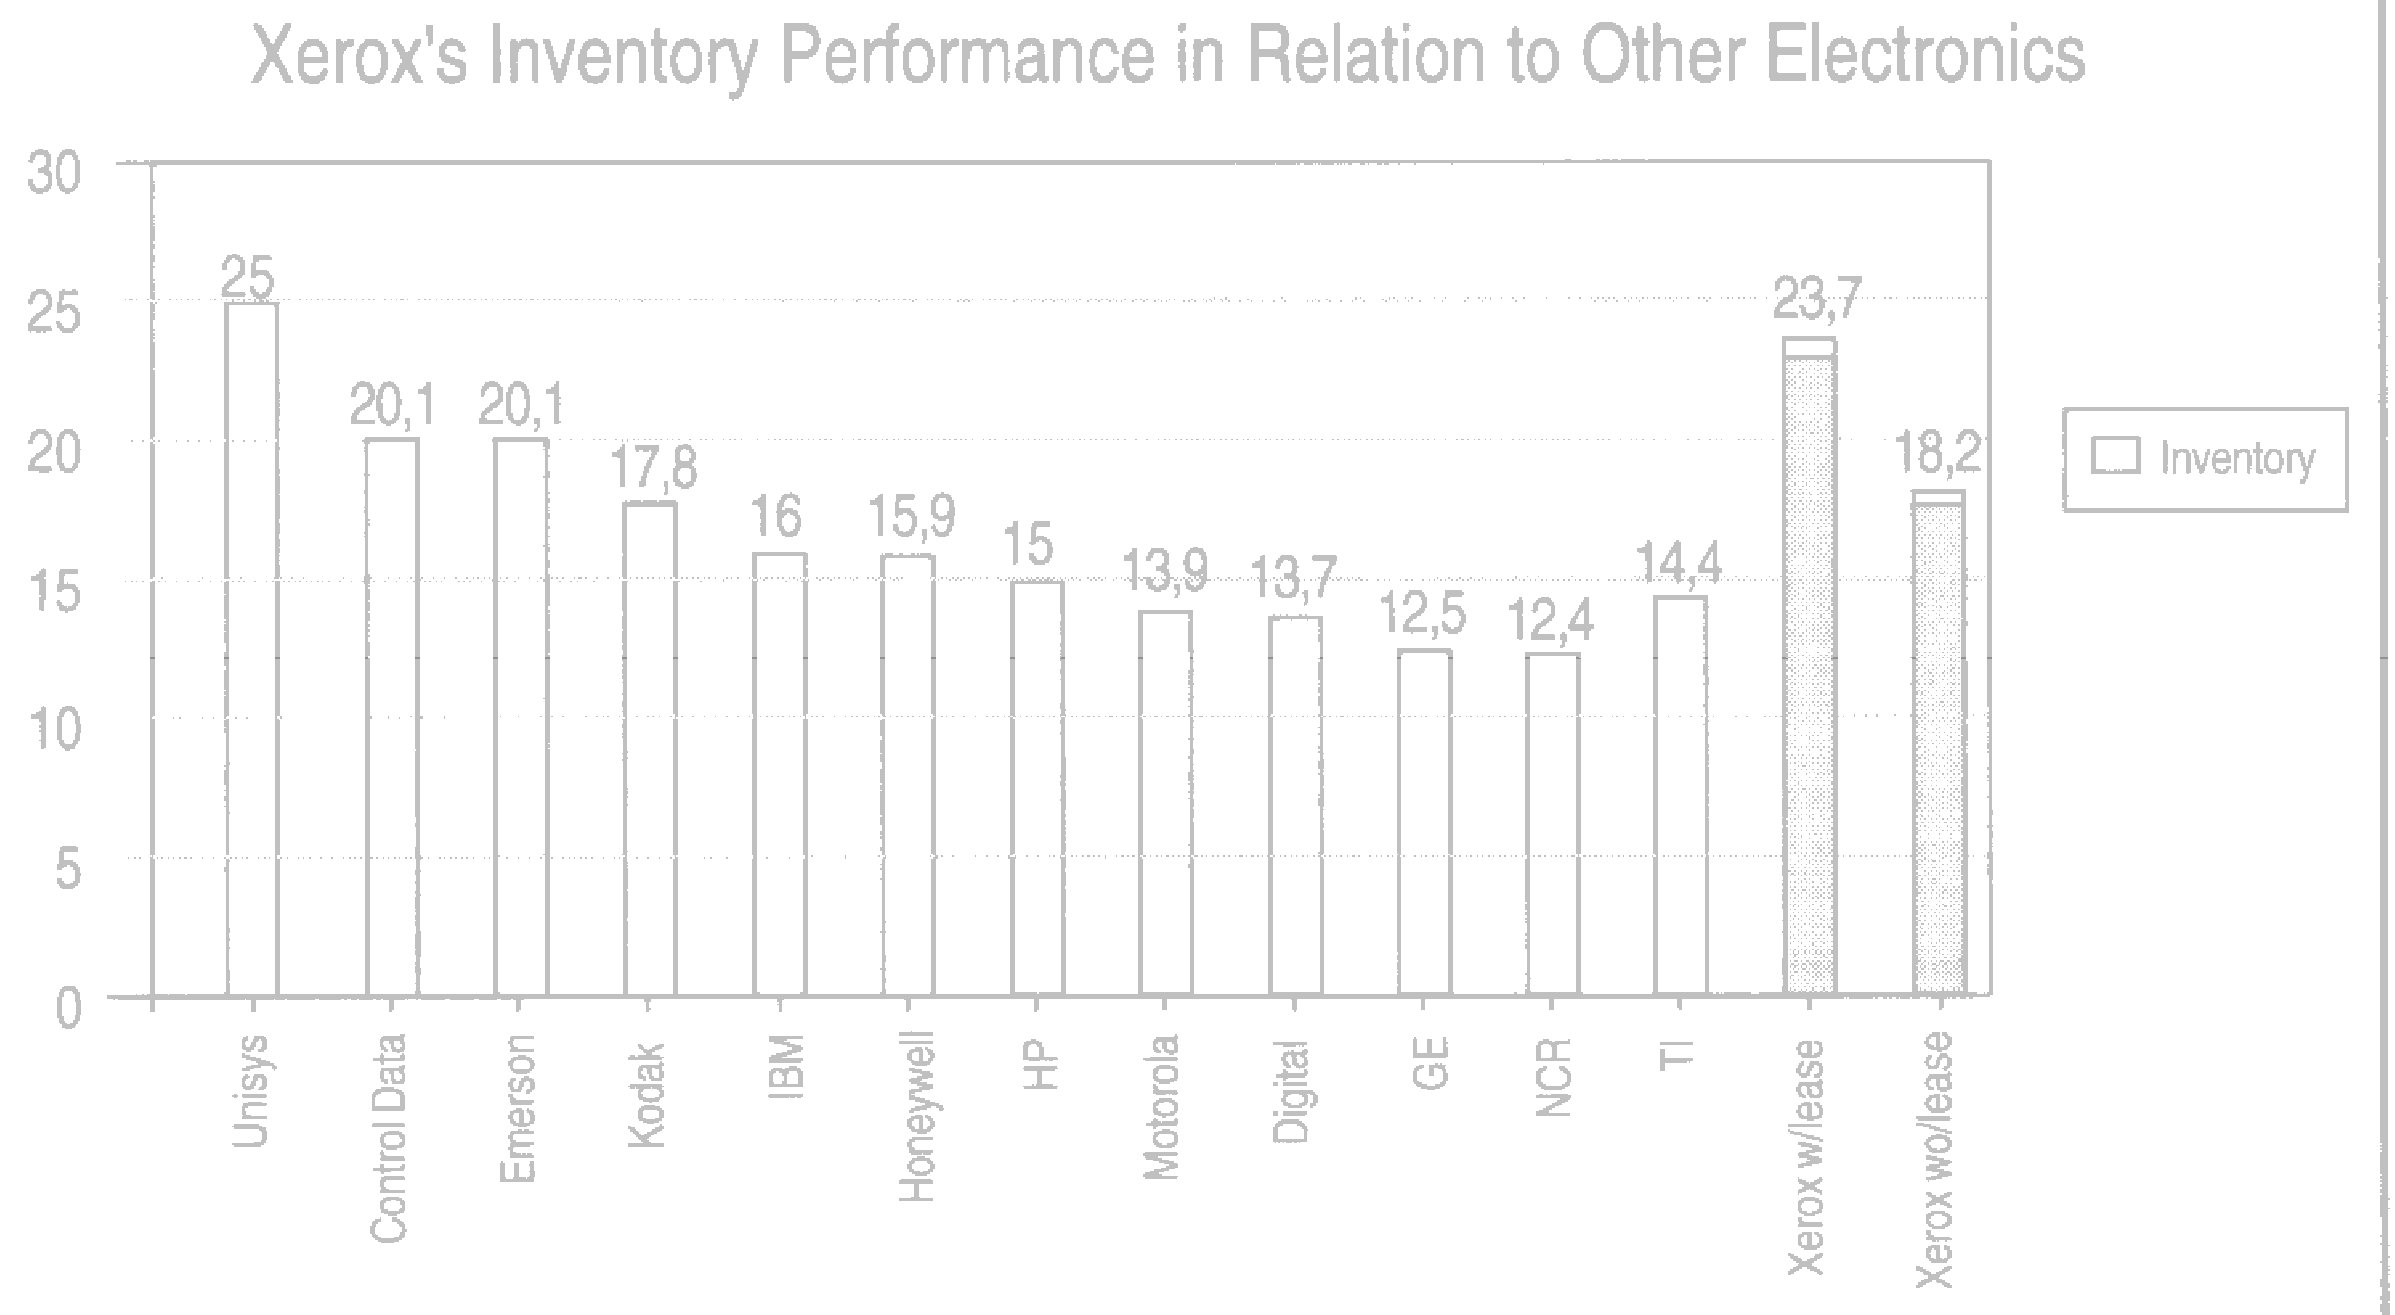 Xerox's Inventory Performance in Relation to Other Electronics
30
25
20
15
10
5
0
25
20,1
20,1
17,8
16
15,9
15
13,9
13,7
12,5
12,4
14,4
23,7
18,2
Inventory
Unisys
Control Data
Emerson
Kodak
IBM
Honeywell
HP
Motorola
Digital
GE
NCR
TI
Xerox w/lease
Xerox wo/lease